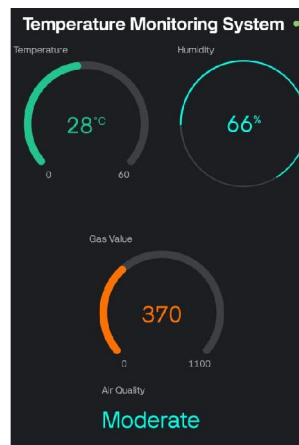 Temperature Monitoring System
Temperature
Humidity
28°C
66%
0
60
Gas Value
370
0
1100
Air Quality
Moderate